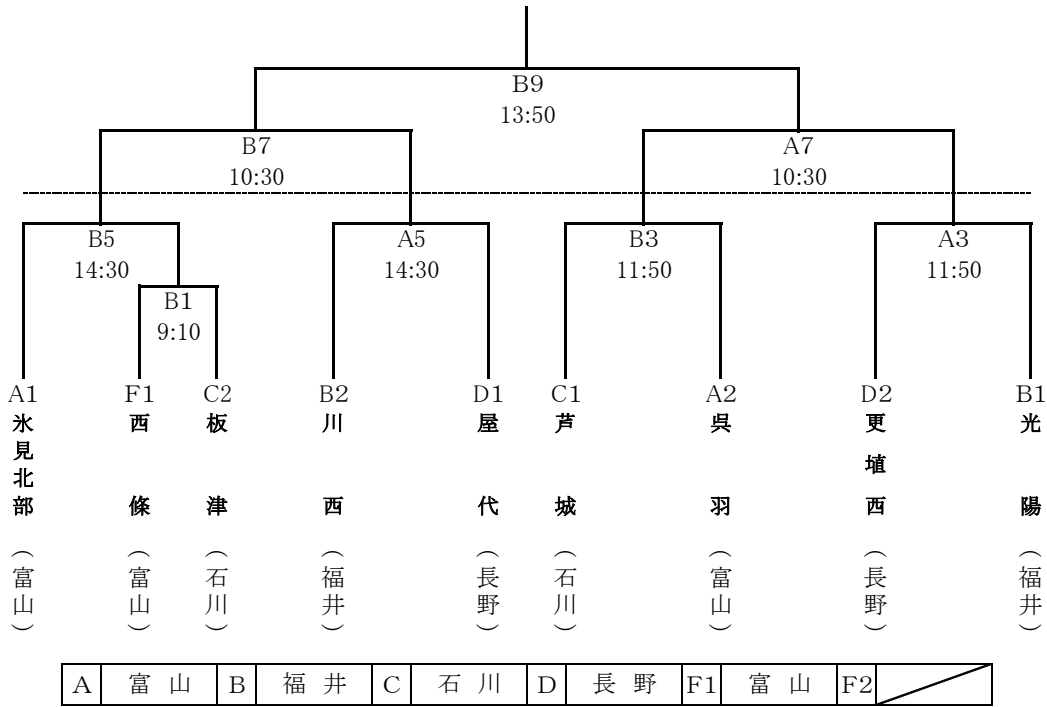 B9
13:50
B7 A7
10:30 10:30
B5 A5 B3 A3
14:30 14:30 11:50 11:50
B1
9:10
A1 F1 C2 B2 D1 C1 A2 D2 B1
氷見北部(富山)
西條(富山)
板津(石川)
川西(福井)
屋代(長野)
芦城(石川)
呉羽(富山)
更埴西(長野)
光陽(福井)
A 富山 B 福井 C 石川 D 長野 F1 富山 F2